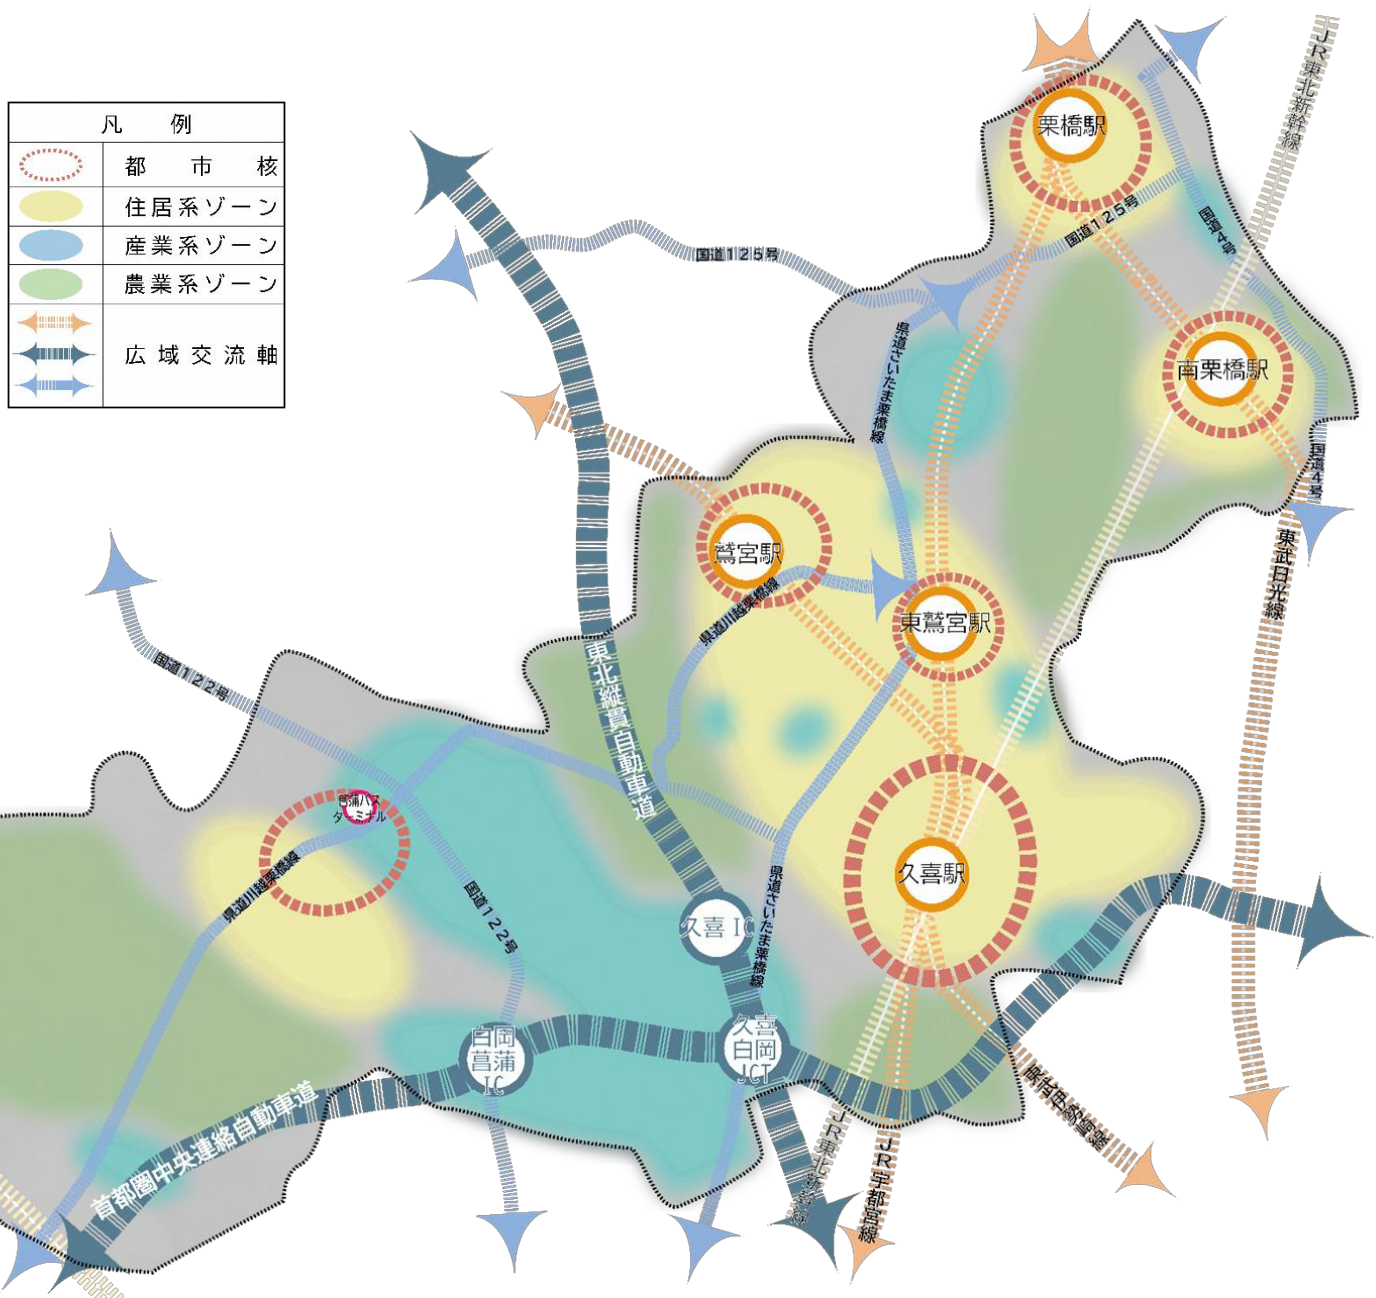 凡 例
都 市 核
住居系ゾーン
産業系ゾーン
農業系ゾーン
広域交流軸
栗橋駅
JR東北新幹線
国道125号
国道4号
国道125号
県道さいたま栗橋線
南栗橋駅
国道4号
東武日光線
鷲宮駅
県道川越栗橋線
東鷲宮駅
国道122号
東北縦貫自動車道
菖蒲バス
ターミナル
県道川越栗橋線
国道122号
久喜駅
久喜 IC
県道さいたま栗橋線
白岡
菖蒲
IC
久喜
白岡
JCT
首都圏中央連絡自動車道
東武伊勢崎線
JR東北新幹線
JR宇都宮線